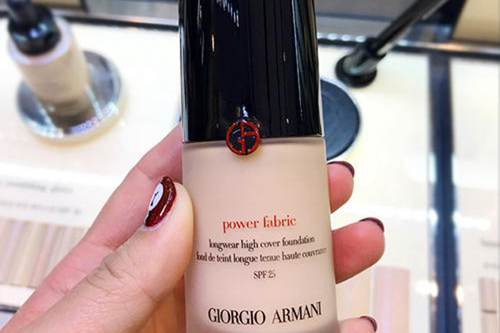 power fabric
longwear high cover foundation
fond de teint longue tenue haute couvrance
SPF 25
GIORGIO ARMANI